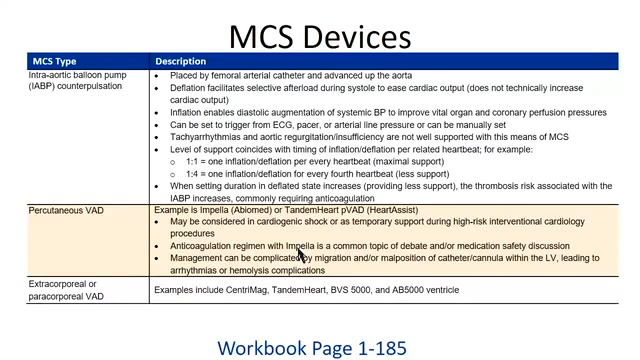 MCS Devices
MCS Type
Description
Intra-aortic balloon pump
(IABP) counterpulsation
• Placed by femoral arterial catheter and advanced up the aorta
• Deflation facilitates selective afterload during systole to ease cardiac output (does not technically increase
cardiac output)
• Inflation enables diastolic augmentation of systemic BP to improve vital organ and coronary perfusion pressures
• Can be set to trigger from ECG, pacer, or arterial line pressure or can be manually set
• Tachyarrhythmias and aortic regurgitation/insufficiency are not well supported with this means of MCS
• Level of support coincides with timing of inflation/deflation per related heartbeat; for example:
o 1:1 = one inflation/deflation per every heartbeat (maximal support)
o 1:4 = one inflation/deflation for every fourth heartbeat (less support)
• When setting duration in deflated state increases (providing less support), the thrombosis risk associated with the
IABP increases, commonly requiring anticoagulation
Percutaneous VAD
Example is Impella (Abiomed) or TandemHeart pVAD (HeartAssist)
• May be considered in cardiogenic shock or as temporary support during high-risk interventional cardiology
procedures
• Anticoagulation regimen with Impella is a common topic of debate and/or medication safety discussion
• Management can be complicated by migration and/or malposition of catheter/cannula within the LV, leading to
arrhythmias or hemolysis complications
Extracorporeal or
paracorporeal VAD
Examples include CentriMag, TandemHeart, BVS 5000, and AB5000 ventricle
Workbook Page 1-185